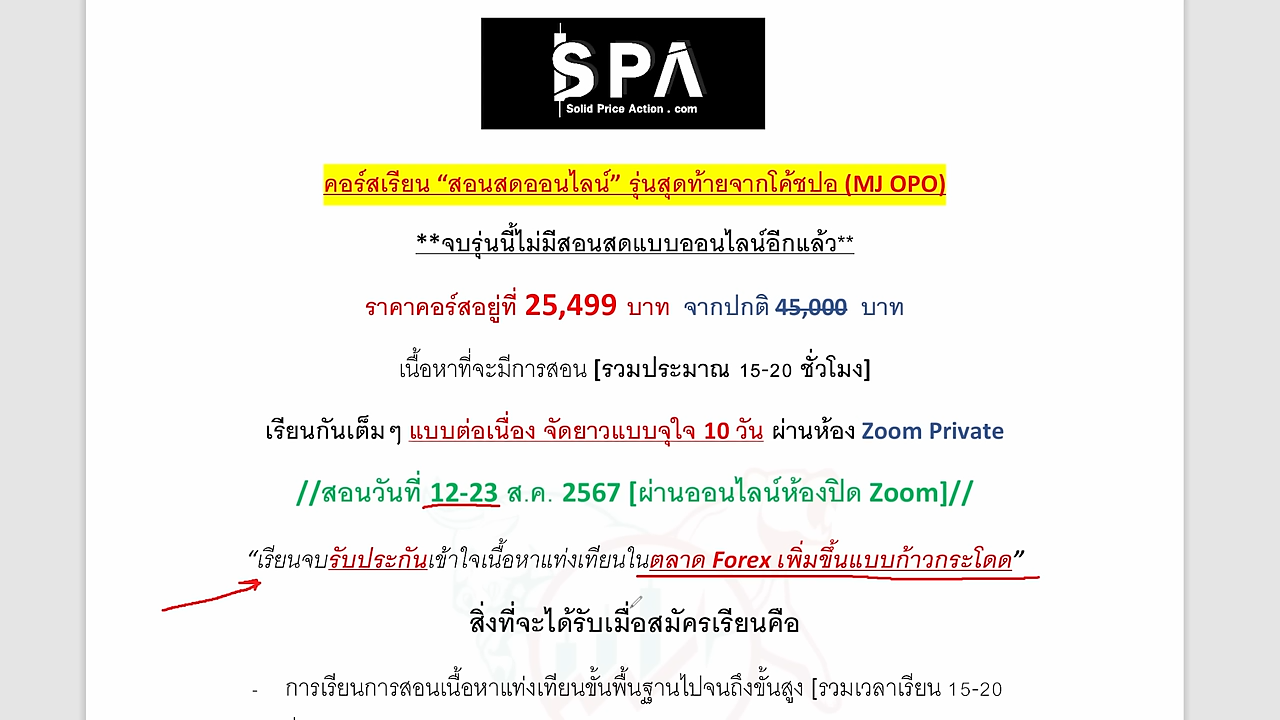 SPA
Solid Price Action . com
คอร์สเรียน “สอนสดออนไลน์” รุ่นสุดท้ายจากโค้ชปอ (MJ OPO)
**จบรุ่นนี้ไม่มีสอนสดแบบออนไลน์อีกแล้ว**
ราคาคอร์สอยู่ที่ 25,499 บาท จากปกติ 45,000 บาท
เนื้อหาที่จะมีการสอน [รวมประมาณ 15-20 ชั่วโมง]
เรียนกันเต็มๆ แบบต่อเนื่อง จัดยาวแบบจุใจ 10 วัน ผ่านห้อง Zoom Private
//สอนวันที่ 12-23 ส.ค. 2567 [ผ่านออนไลน์ห้องปิด Zoom]//
“เรียนจบรับประกันเข้าใจเนื้อหาแท่งเทียนในตลาด Forex เพิ่มขึ้นแบบก้าวกระโดด”
สิ่งที่จะได้รับเมื่อสมัครเรียนคือ
- การเรียนการสอนเนื้อหาแท่งเทียนขั้นพื้นฐานไปจนถึงขั้นสูง [รวมเวลาเรียน 15-20